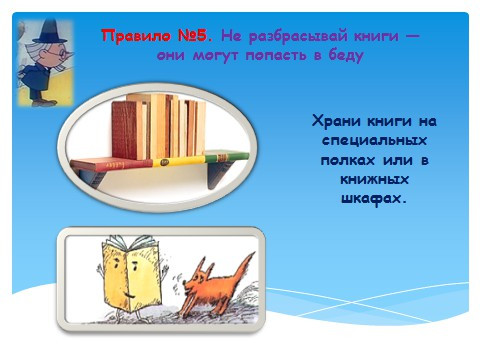 Правило №5. Не разбрасывай книги —
они могут попасть в беду
Храни книги на
специальных
полках или в
книжных
шкафах.